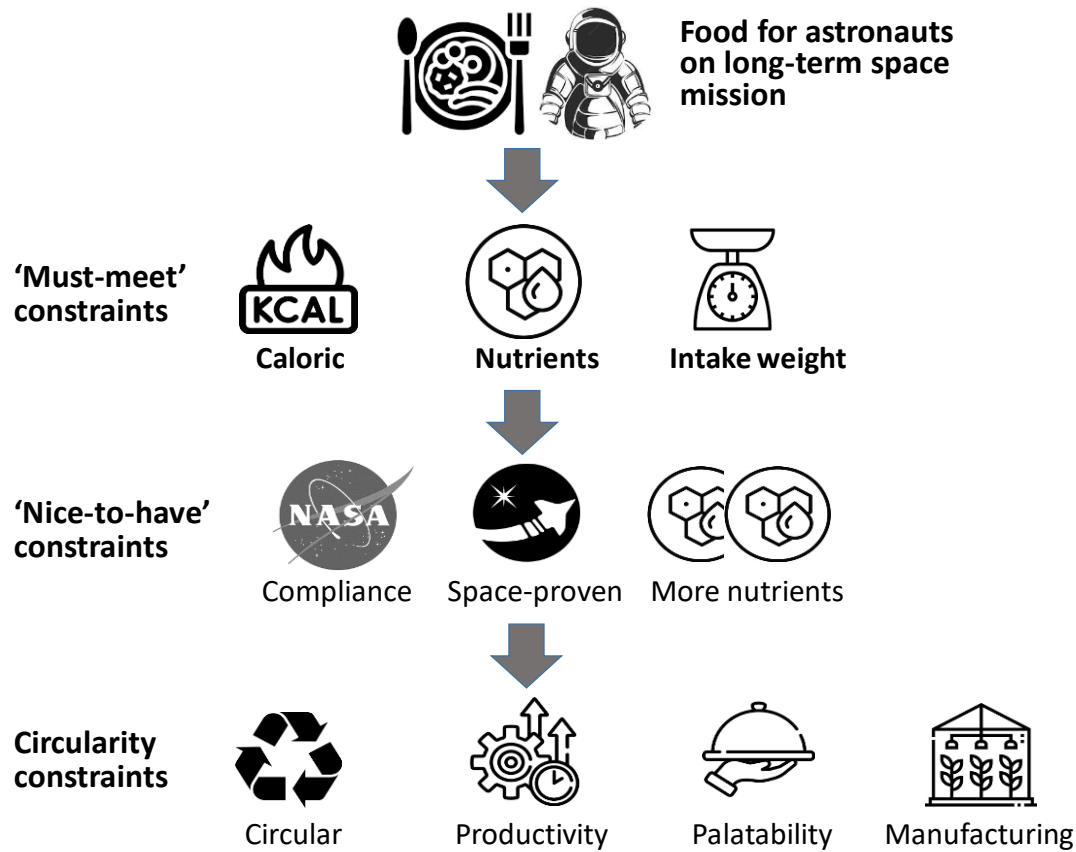 Food for astronauts
on long-term space
mission
‘Must-meet’
constraints
KCAL
Caloric
Nutrients
Intake weight
‘Nice-to-have’
constraints
NASA
Compliance
Space-proven
More nutrients
Circularity
constraints
Circular
Productivity
Palatability
Manufacturing